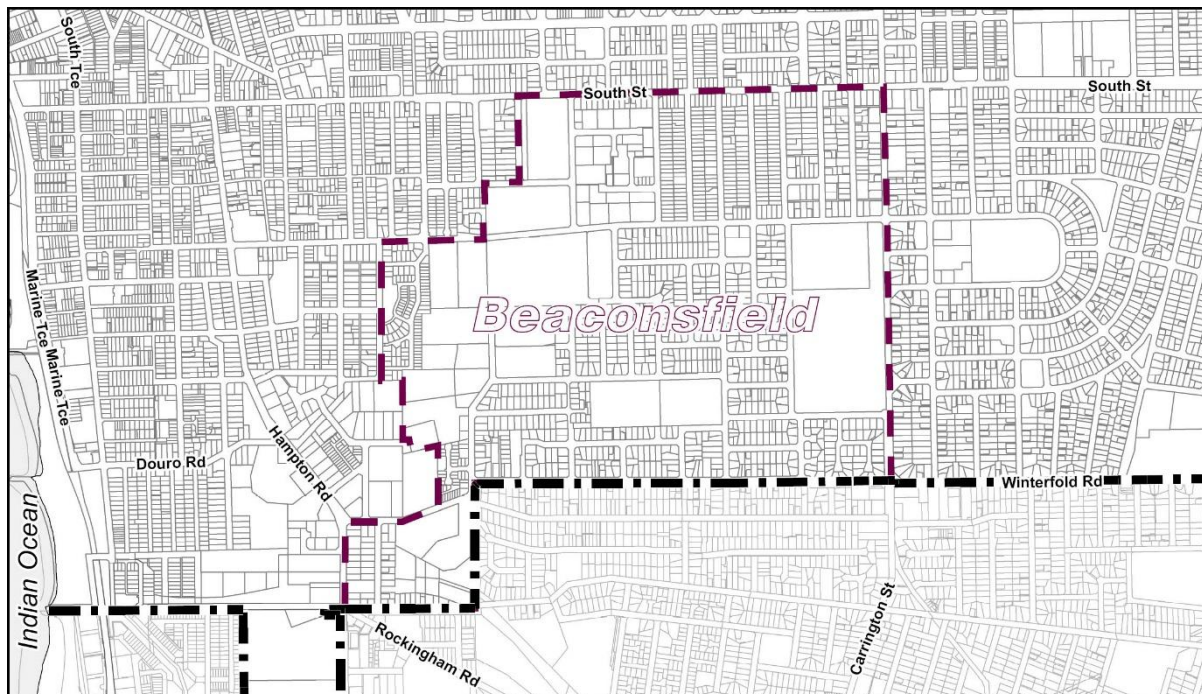 South Tce
South St
South St
Beaconsfield
Marine Tce
Marine Tce
Hampton Rd
Douro Rd
Winterfold Rd
Indian Ocean
Rockingham Rd
Carrington St